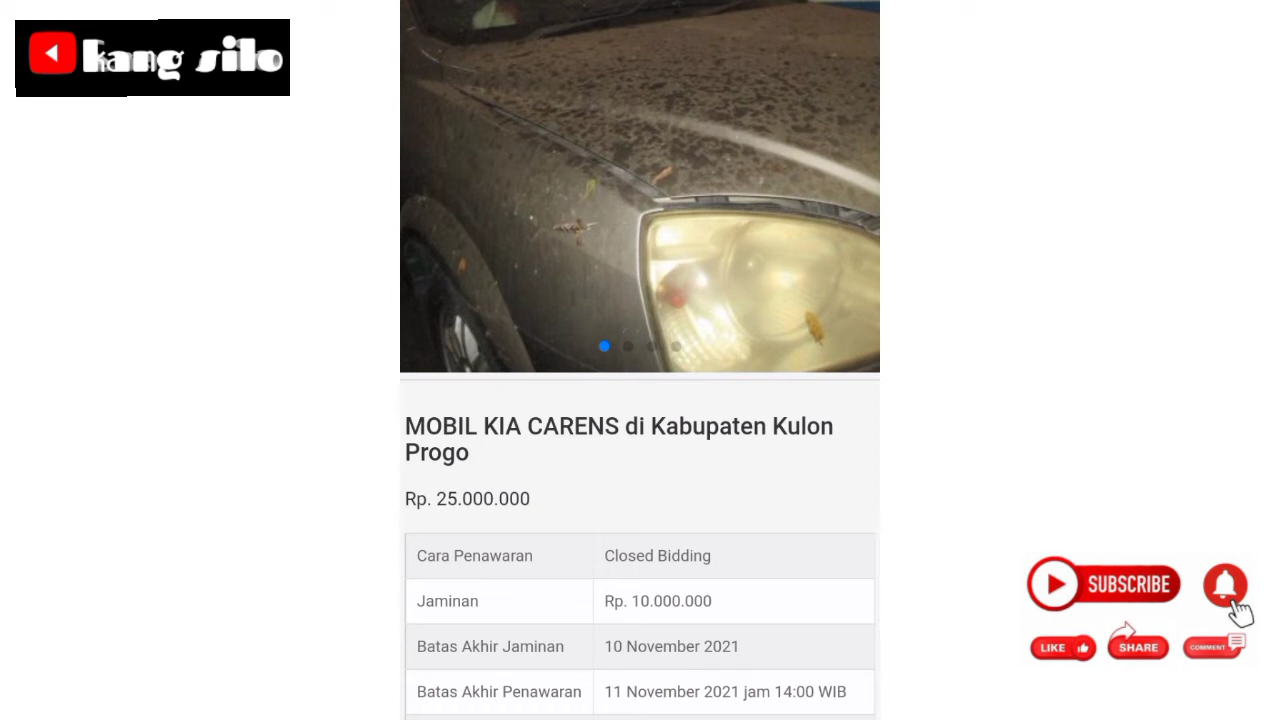 kang silo
MOBIL KIA CARENS di Kabupaten Kulon
Progo
Rp. 25.000.000
Cara Penawaran Closed Bidding
Jaminan Rp. 10.000.000
Batas Akhir Jaminan 10 November 2021
Batas Akhir Penawaran 11 November 2021 jam 14:00 WIB
SUBSCRIBE
LIKE SHARE COMMENT